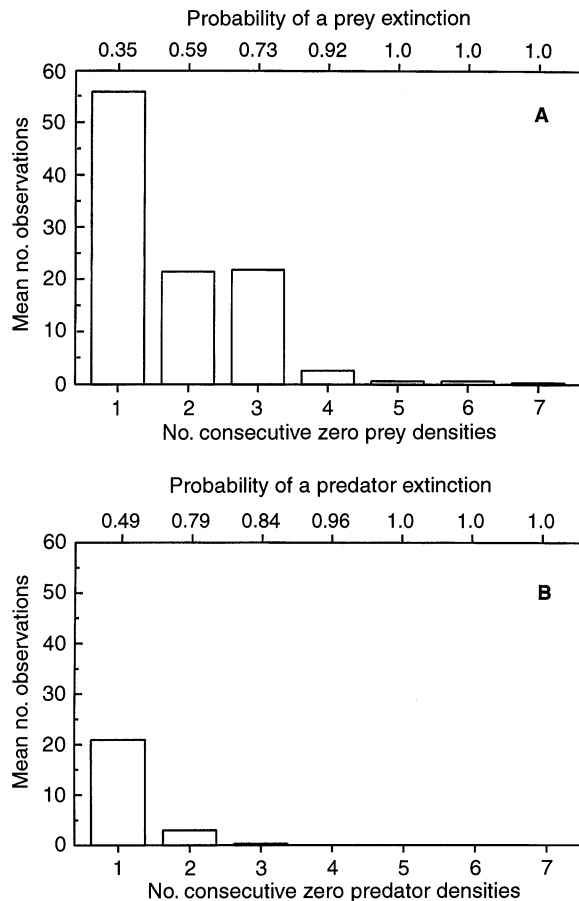 Probability of a prey extinction
0.35 0.59 0.73 0.92 1.0 1.0 1.0
60
50
40
30
20
10
0
Mean no. observations
A
1 2 3 4 5 6 7
No. consecutive zero prey densities
Probability of a predator extinction
0.49 0.79 0.84 0.96 1.0 1.0 1.0
60
50
40
30
20
10
0
Mean no. observations
B
1 2 3 4 5 6 7
No. consecutive zero predator densities